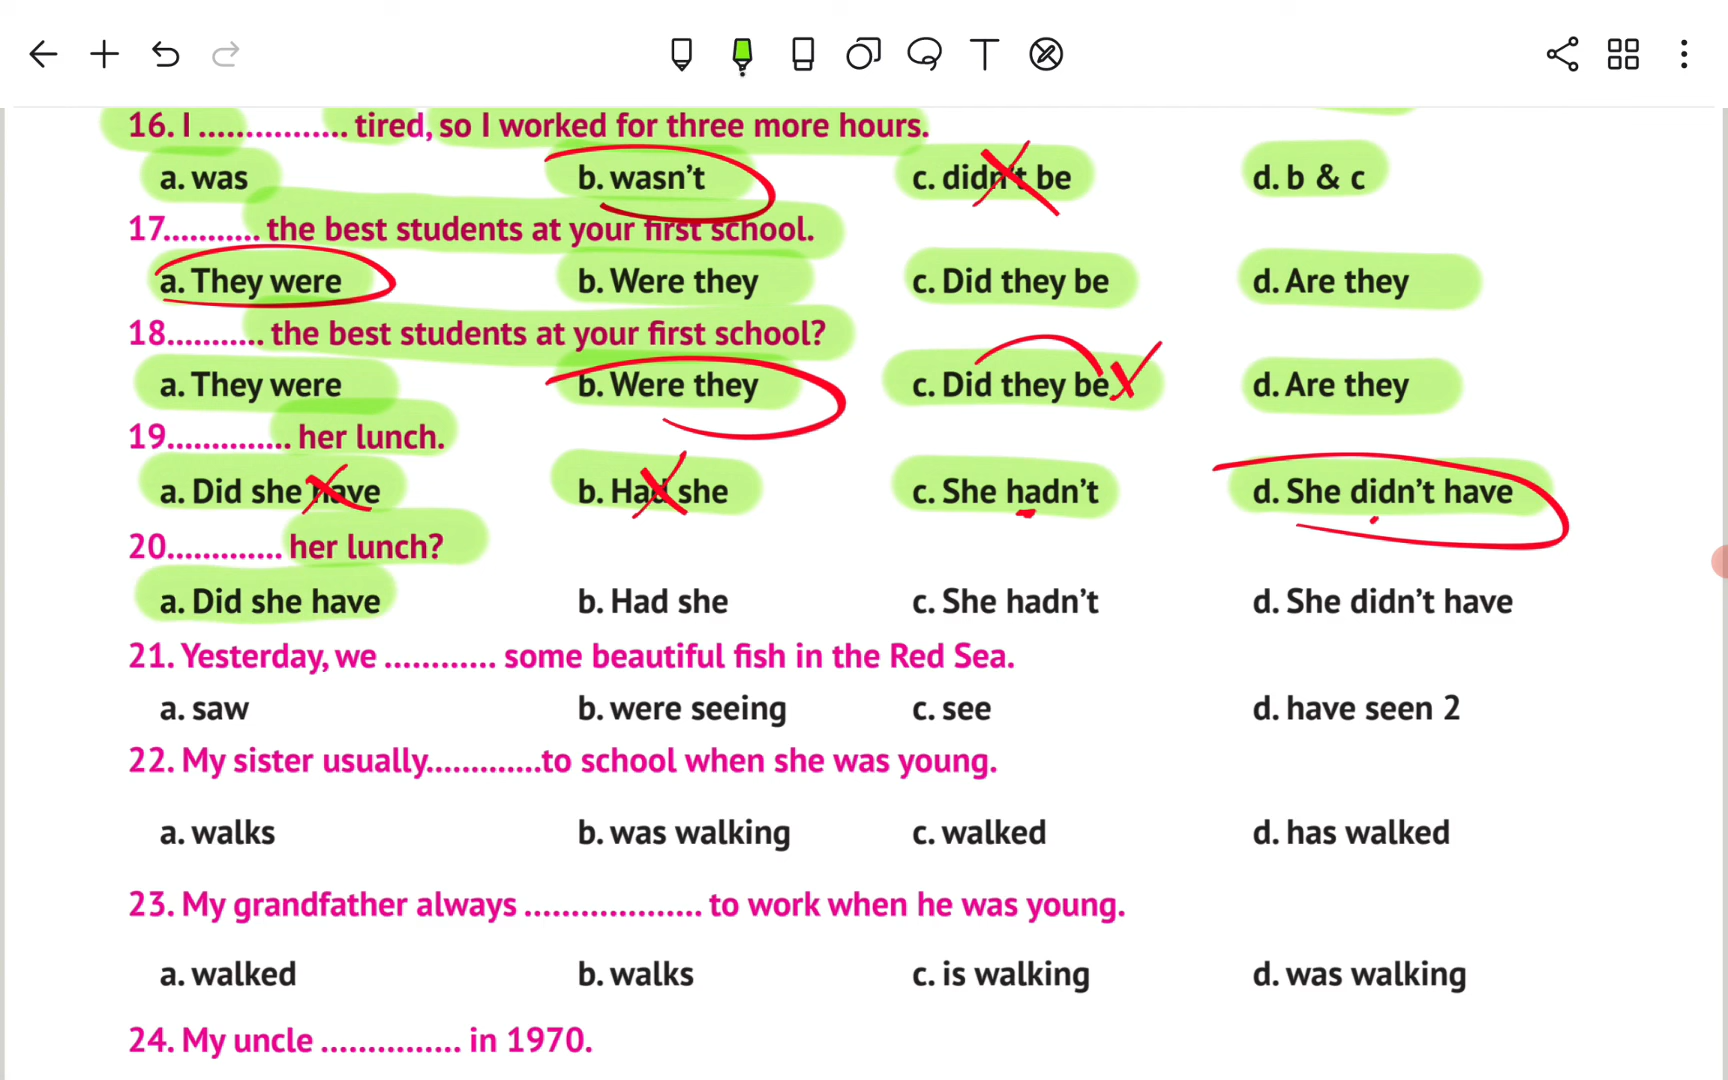 16. I ................ tired, so I worked for three more hours.
a. was b. wasn't c. didn't be d. b & c
17........... the best students at your first school.
a. They were b. Were they c. Did they be d. Are they
18........... the best students at your first school?
a. They were b. Were they c. Did they be d. Are they
19.............. her lunch.
a. Did she have b. Had she c. She hadn't d. She didn't have
20............. her lunch?
a. Did she have b. Had she c. She hadn't d. She didn't have
21. Yesterday, we ............ some beautiful fish in the Red Sea.
a. saw b. were seeing c. see d. have seen 2
22. My sister usually.............to school when she was young.
a. walks b. was walking c. walked d. has walked
23. My grandfather always ................... to work when he was young.
a. walked b. walks c. is walking d. was walking
24. My uncle ............... in 1970.